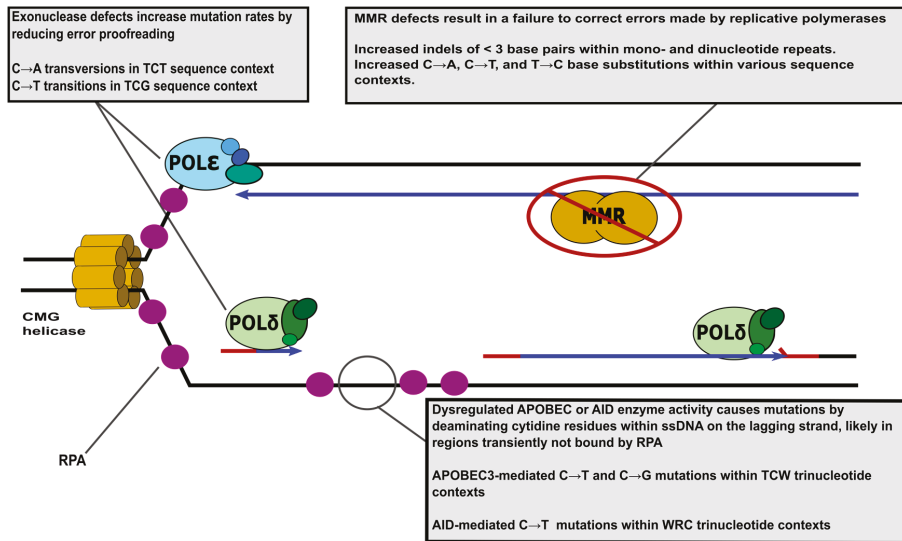 Exonuclease defects increase mutation rates by
reducing error proofreading
C→A transversions in TCT sequence context
C→T transitions in TCG sequence context
MMR defects result in a failure to correct errors made by replicative polymerases
Increased indels of < 3 base pairs within mono- and dinucleotide repeats.
Increased C→A, C→T, and T→C base substitutions within various sequence
contexts.
POLε
MMR
CMG
helicase
POLδ
POLδ
RPA
Dysregulated APOBEC or AID enzyme activity causes mutations by
deaminating cytidine residues within ssDNA on the lagging strand, likely in
regions transiently not bound by RPA
APOBEC3-mediated C→T and C→G mutations within TCW trinucleotide
contexts
AID-mediated C→T mutations within WRC trinucleotide contexts